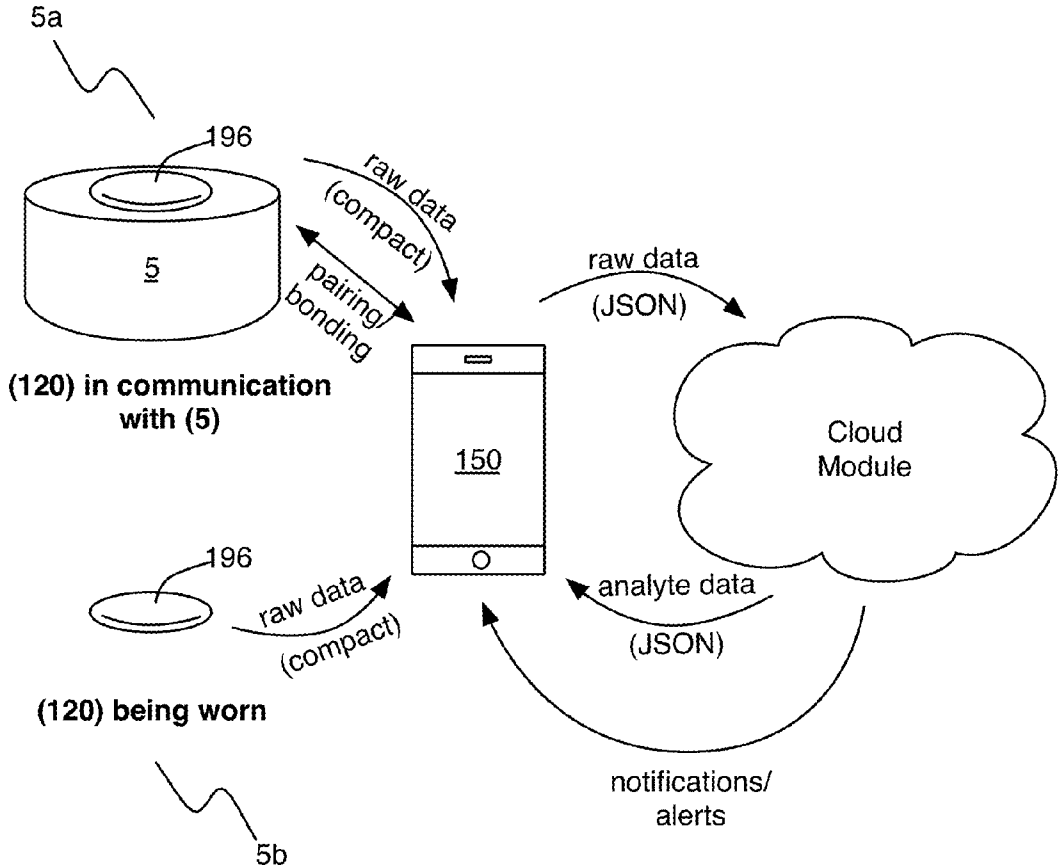 5a
196
raw data
(compact)
5
pairing/
bonding
(120) in communication
with (5)
raw data
(JSON)
150
Cloud
Module
196
raw data
(compact)
(120) being worn
analyte data
(JSON)
notifications/
alerts
5b